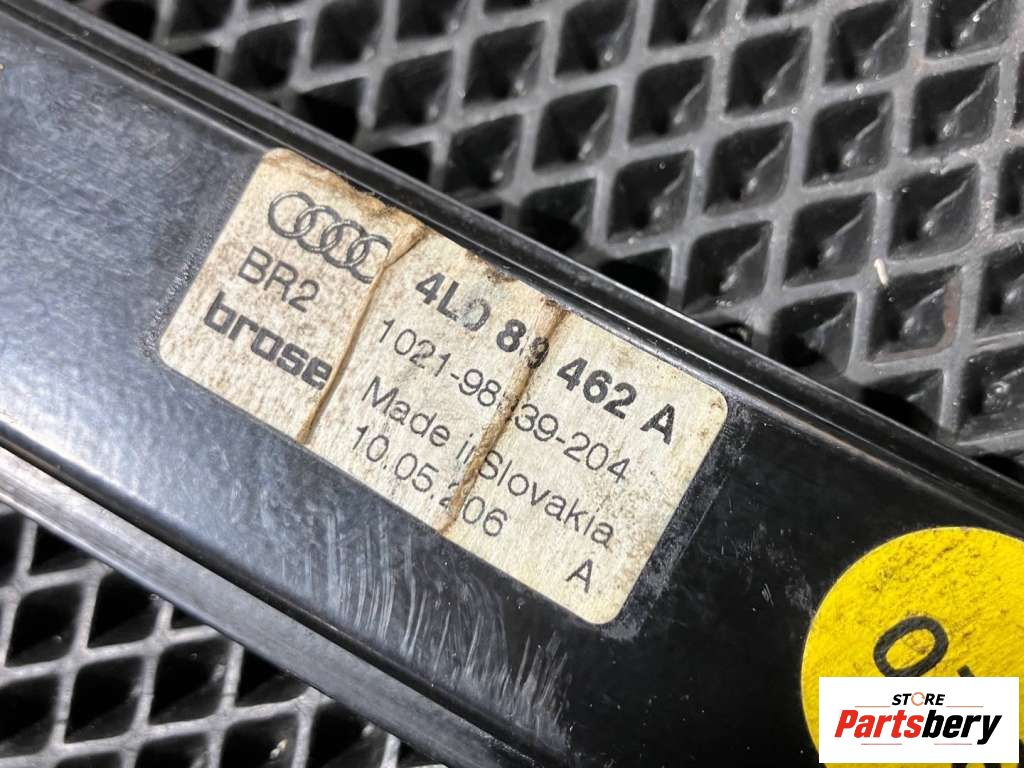 BR2
brose
4L0 8 462 A
1021-98 39-204
Made i Slovakia
10.05.2 06
A
STORE
Partsbery